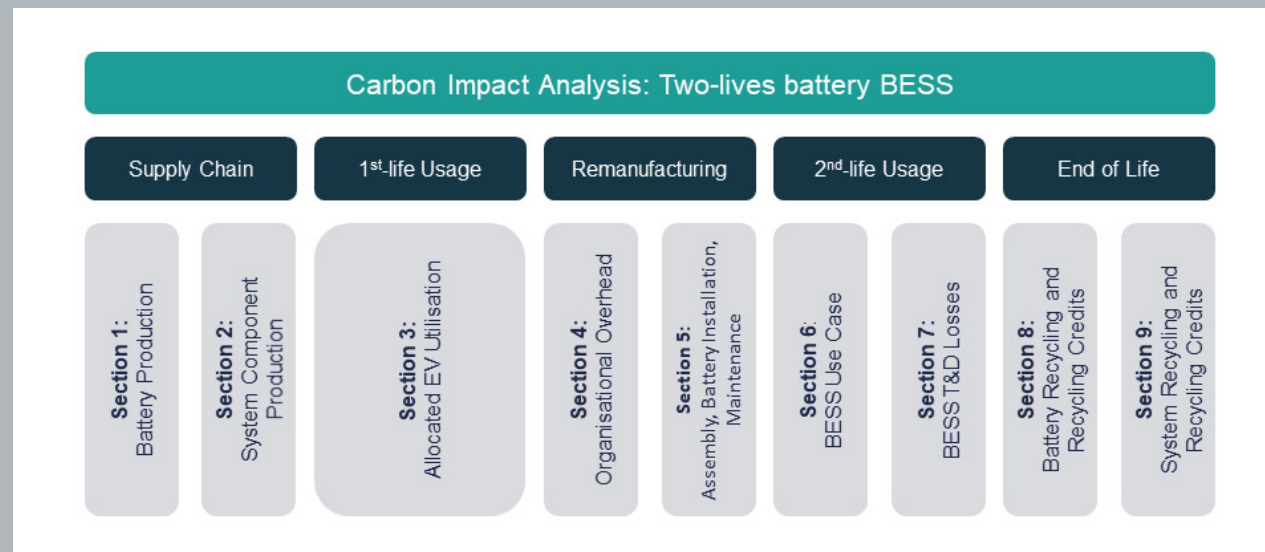 Carbon Impact Analysis: Two-lives battery BESS
Supply Chain
1st-life Usage
Remanufacturing
2nd-life Usage
End of Life
Section 1:
Battery Production
Section 2:
System Component
Production
Section 3:
Allocated EV Utilisation
Section 4:
Organisational Overhead
Section 5:
Assembly, Battery Installation,
Maintenance
Section 6:
BESS Use Case
Section 7:
BESS T&D Losses
Section 8:
Battery Recycling and
Recycling Credits
Section 9:
System Recycling and
Recycling Credits